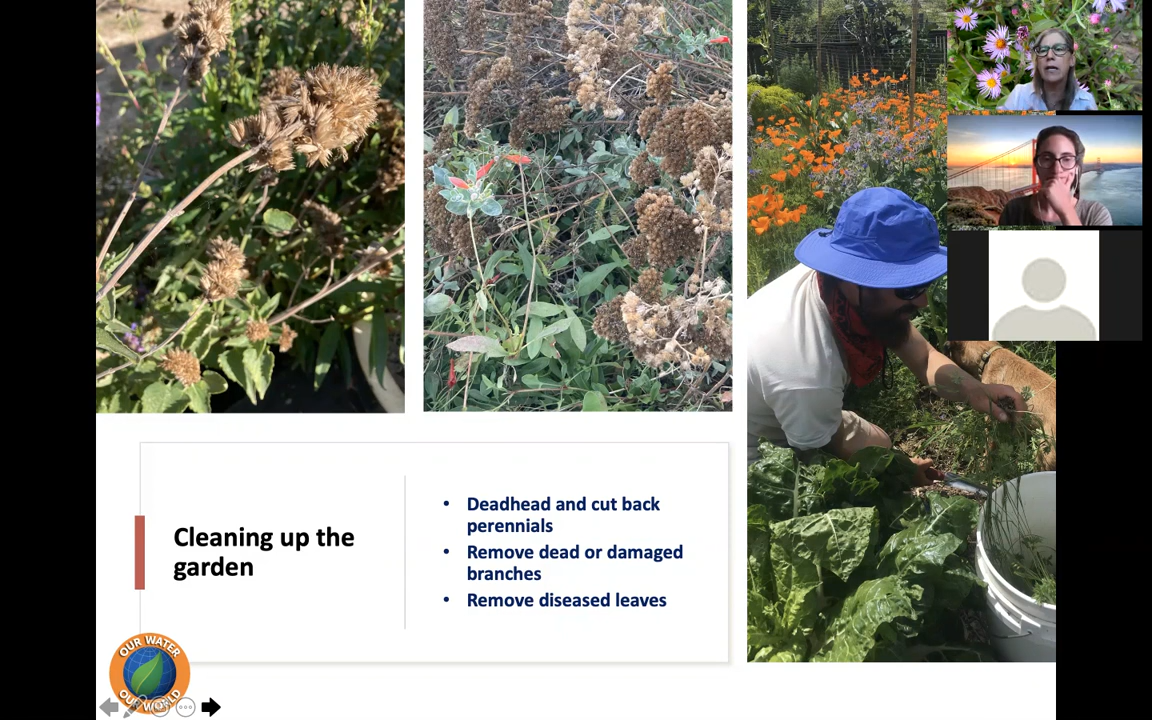 Cleaning up the
garden
• Deadhead and cut back
perennials
• Remove dead or damaged
branches
• Remove diseased leaves
OUR WATER
OUR WORLD